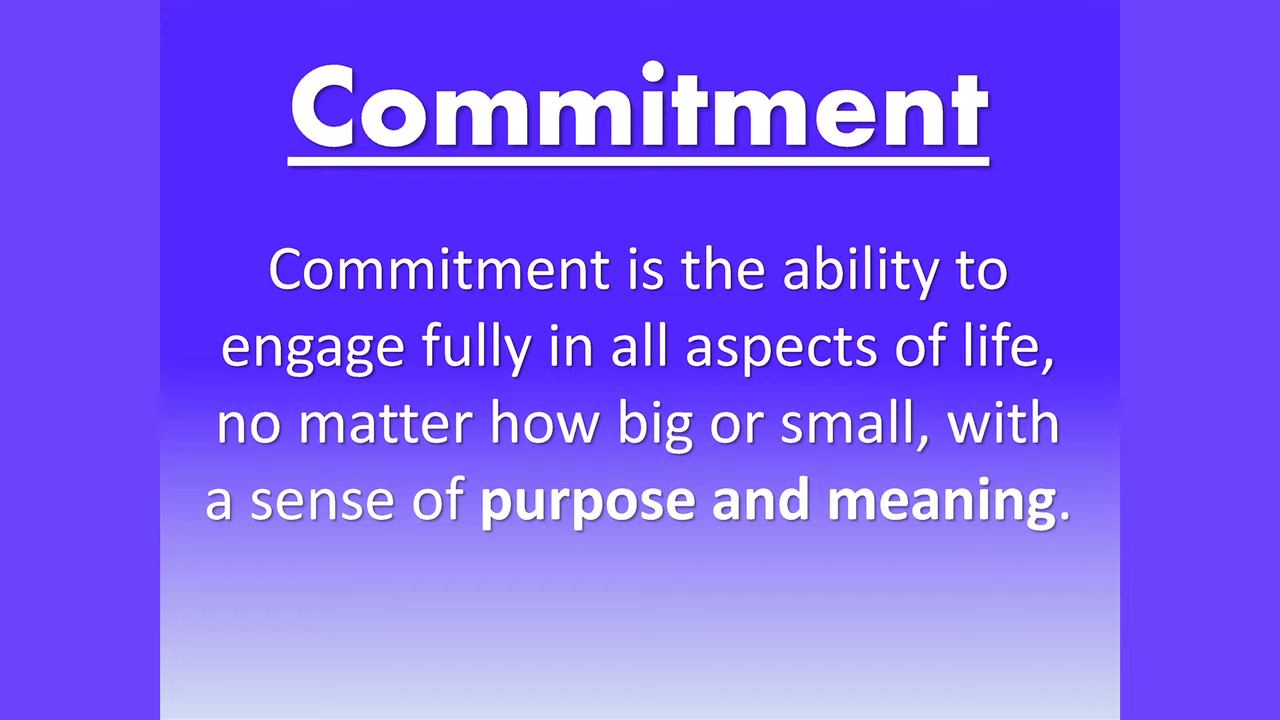 Commitment
Commitment is the ability to
engage fully in all aspects of life,
no matter how big or small, with
a sense of purpose and meaning.